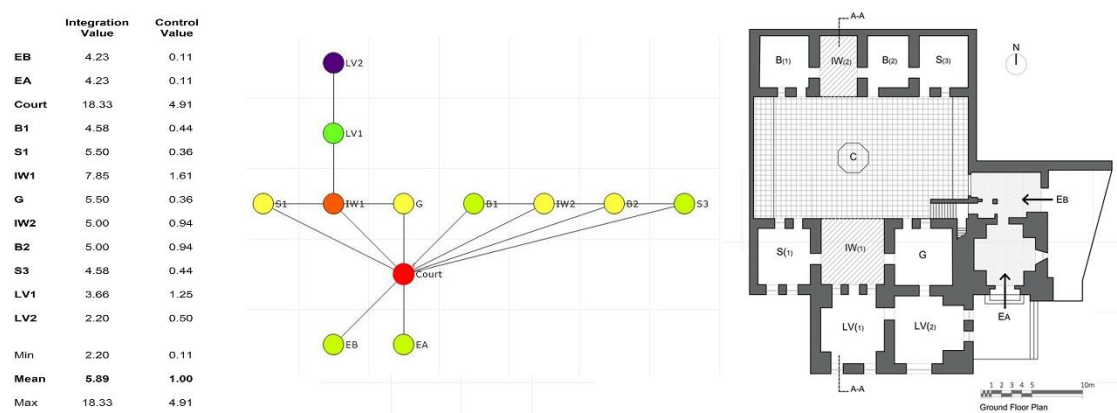 Integration Value Control Value
EB 4.23 0.11
EA 4.23 0.11
Court 18.33 4.91
B1 4.58 0.44
S1 5.50 0.36
IW1 7.85 1.61
G 5.50 0.36
IW2 5.00 0.94
B2 5.00 0.94
S3 4.58 0.44
LV1 3.66 1.25
LV2 2.20 0.50
Min 2.20 0.11
Mean 5.89 1.00
Max 18.33 4.91
LV2
LV1
S1 IW1 G B1 IW2 B2 S3
Court
EB EA
A-A
N
B(1) IW(2) B(2) S(3)
C
EB
S(1) IW(1) G
EA
LV(1) LV(2)
A-A
1 2 3 4 5 10m
Ground Floor Plan